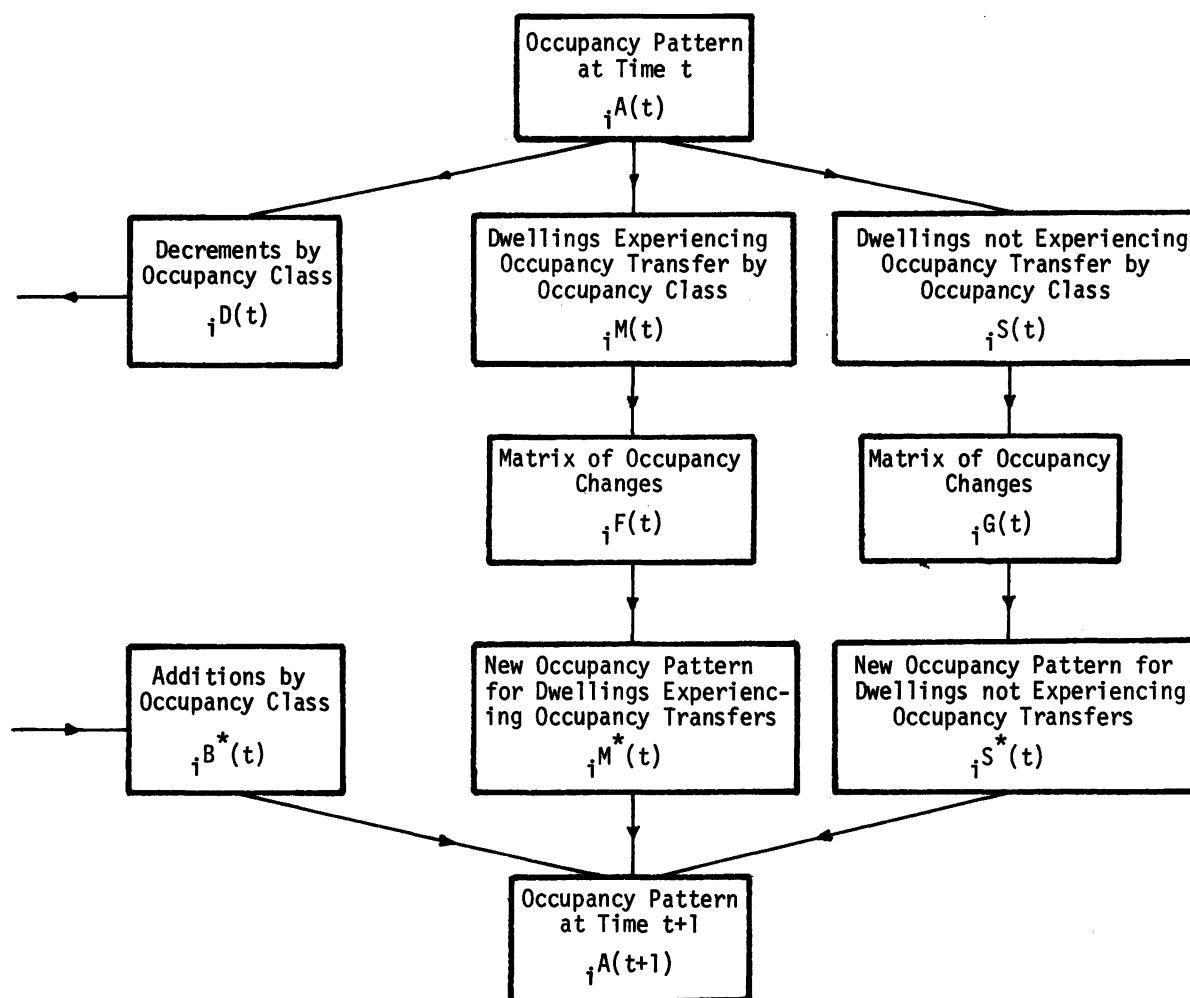 Occupancy Pattern
at Time t
iA(t)
Decrements by
Occupancy Class
iD(t)
Dwellings Experiencing
Occupancy Transfer by
Occupancy Class
iM(t)
Dwellings not Experiencing
Occupancy Transfer by
Occupancy Class
iS(t)
Matrix of Occupancy
Changes
iF(t)
Matrix of Occupancy
Changes
iG(t)
Additions by
Occupancy Class
iB*(t)
New Occupancy Pattern
for Dwellings Experienc-
ing Occupancy Transfers
iM*(t)
New Occupancy Pattern for
Dwellings not Experiencing
Occupancy Transfers
iS*(t)
Occupancy Pattern
at Time t+1
iA(t+1)